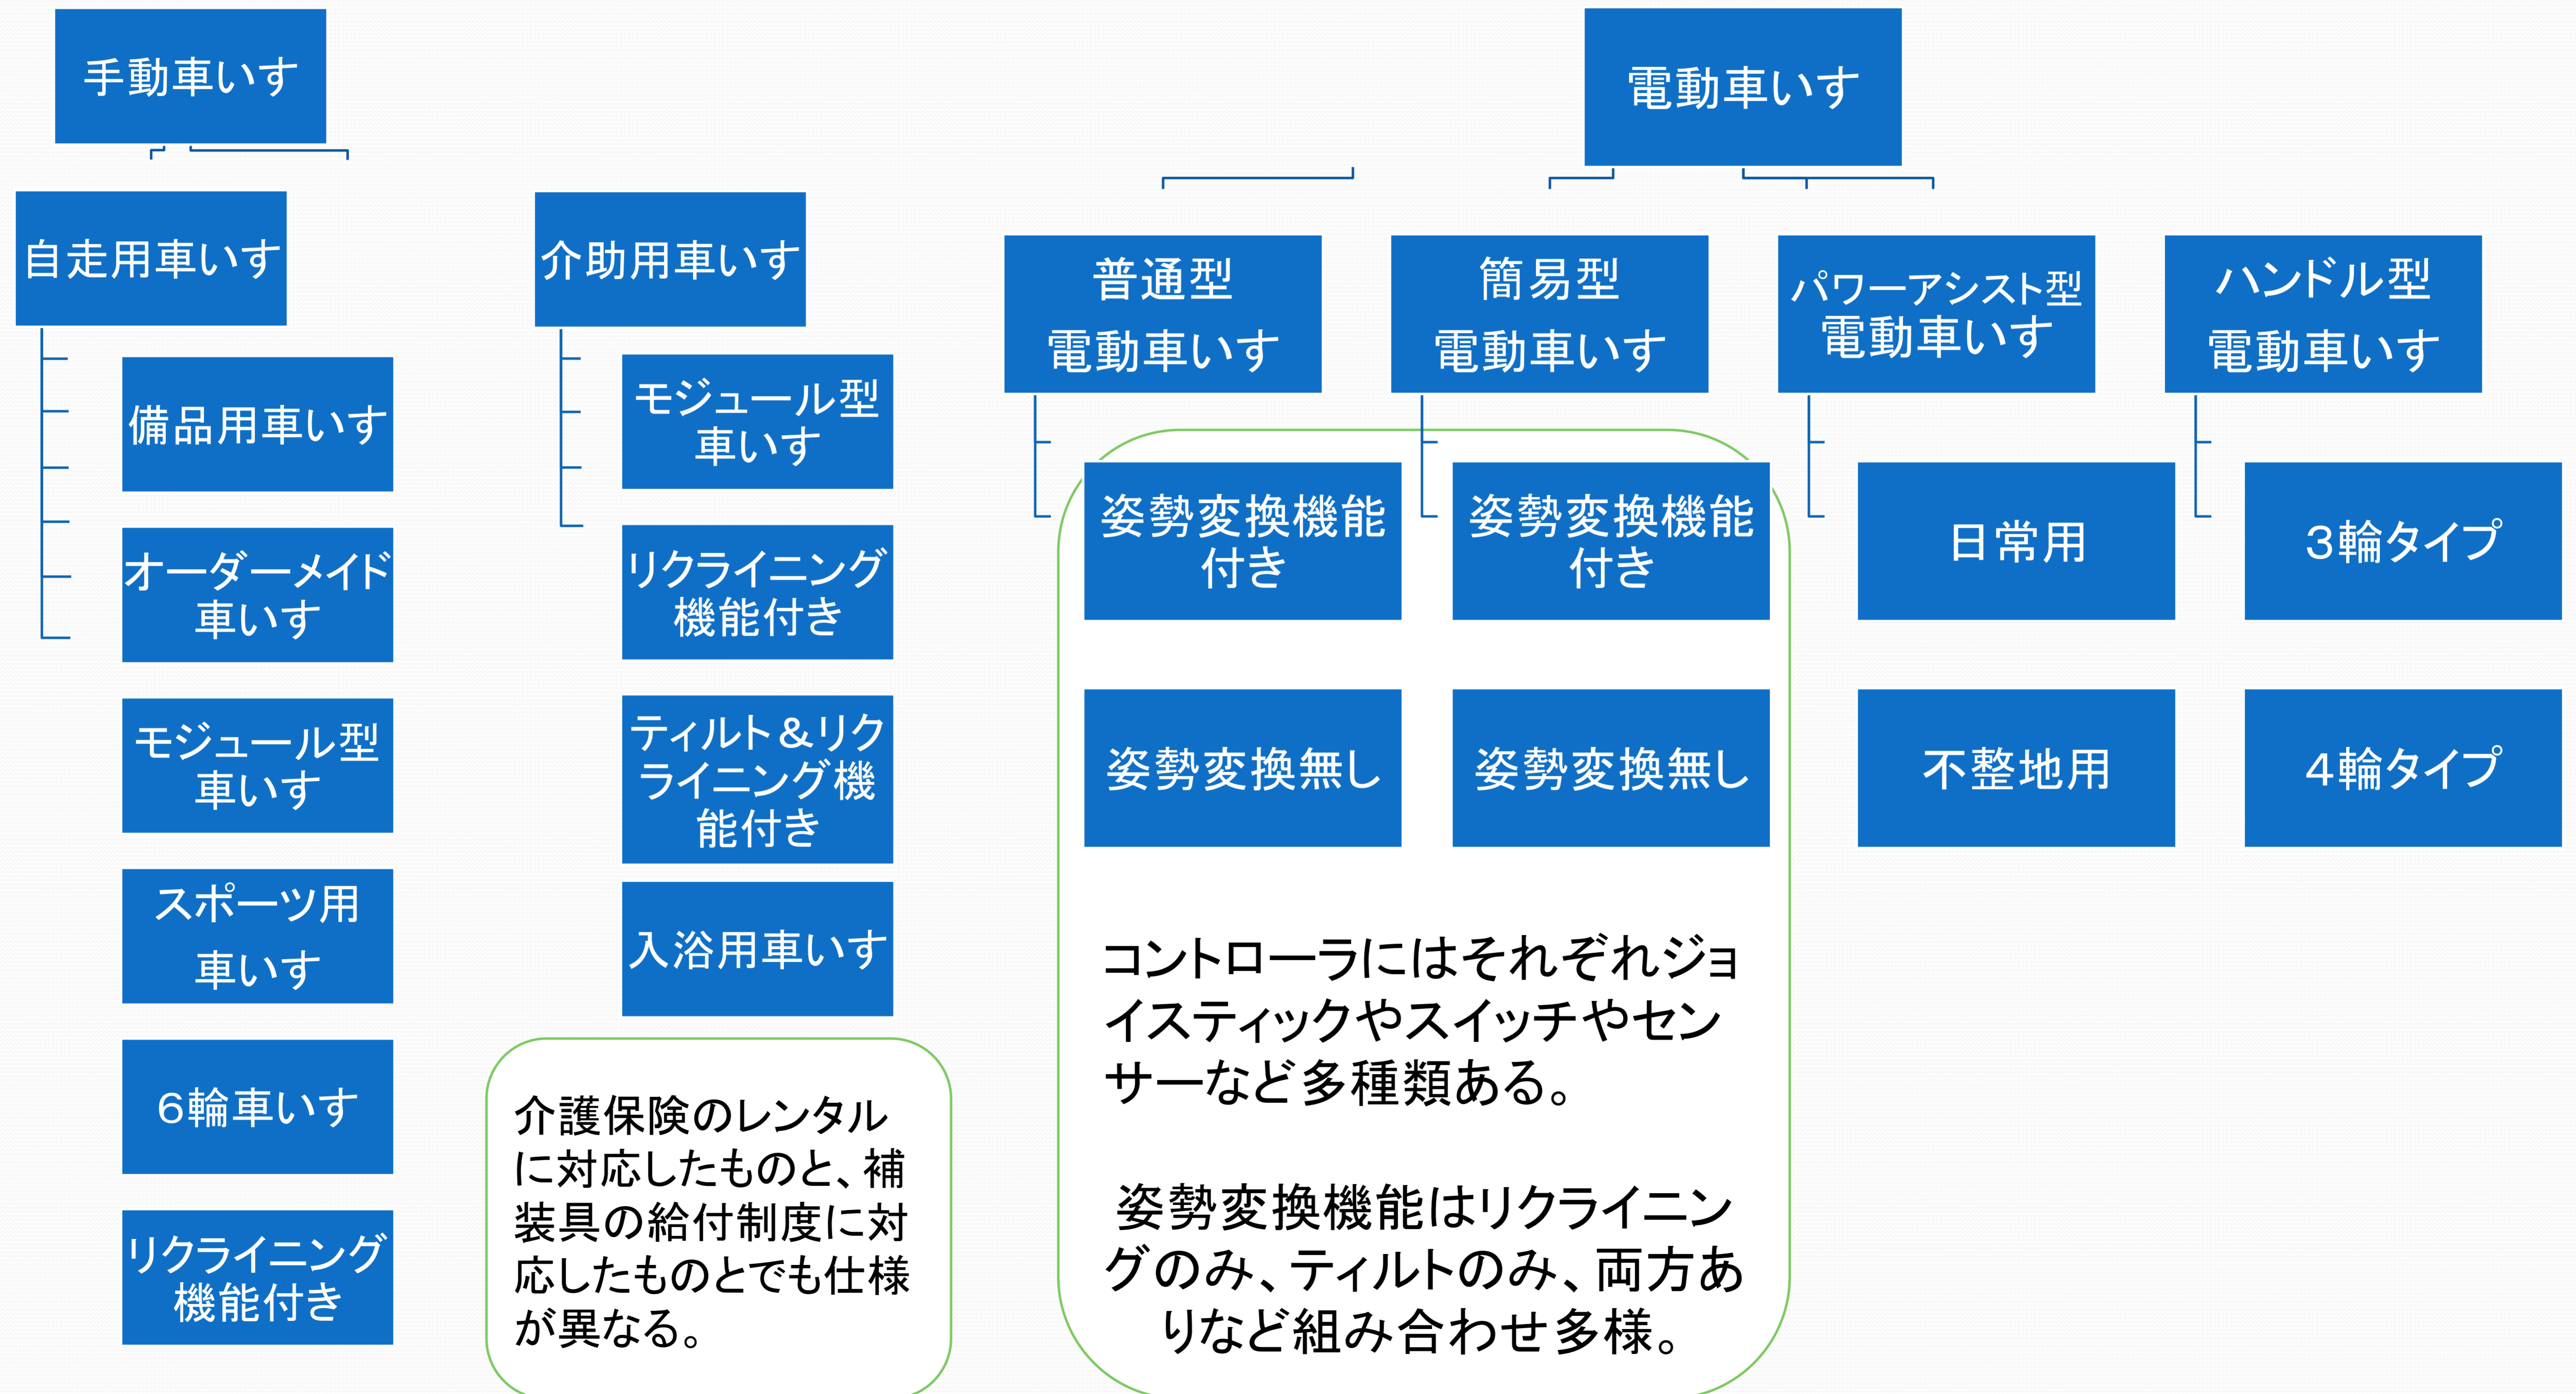 手動車いす
自走用車いす
備品用車いす
オーダーメイド
車いす
モジュール型
車いす
スポーツ用
車いす
６輪車いす
リクライニング
機能付き
介助用車いす
モジュール型
車いす
リクライニング
機能付き
ティルト＆リク
ライニング機
能付き
入浴用車いす
介護保険のレンタル
に対応したものと、補
装具の給付制度に対
応したものとでも仕様
が異なる。
電動車いす
普通型
電動車いす
姿勢変換機能
付き
姿勢変換無し
簡易型
電動車いす
姿勢変換機能
付き
姿勢変換無し
コントローラにはそれぞれジョ
イスティックやスイッチやセン
サーなど多種類ある。
姿勢変換機能はリクライニン
グのみ、ティルトのみ、両方あ
りなど組み合わせ多様。
パワーアシスト型
電動車いす
日常用
不整地用
ハンドル型
電動車いす
３輪タイプ
４輪タイプ